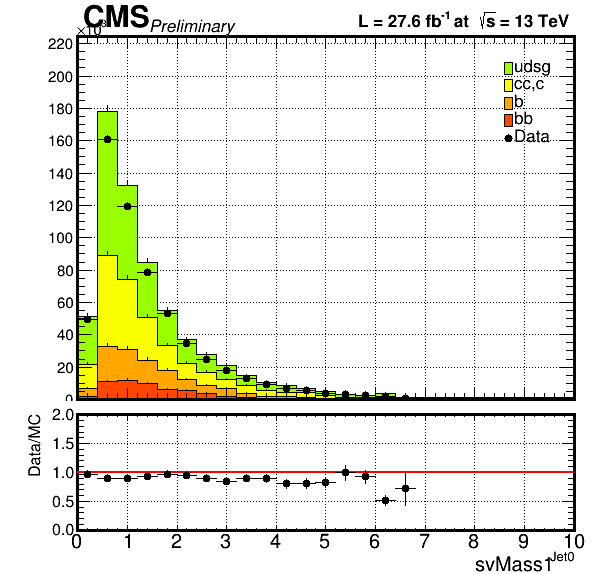 CMS Preliminary L = 27.6 fb⁻¹ at √s = 13 TeV
220
200
180
160
140
120
100
80
60
40
20
0
udsg
cc,c
b
bb
Data
Data/MC
2.0
1.5
1.0
0.5
0.0
0 1 2 3 4 5 6 7 8 9 10
svMass1 Jet0